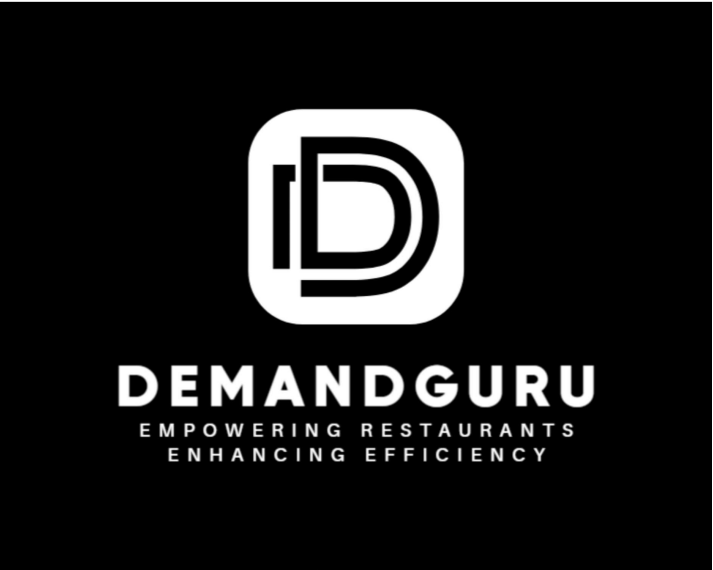 DEMANDGURU
EMPOWERING RESTAURANTS
ENHANCING EFFICIENCY